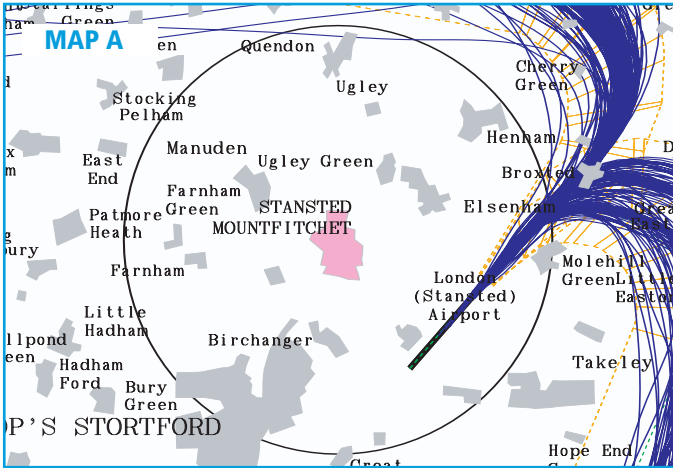 MAP A
Green
Quendon
Cherry
Green
Ugley
Stocking
Pelham
Henham
Manuden
East
End
Ugley Green
Broxted
Farnham
Green
STANSTED
MOUNTFITCHET
Elsenham
Patmore
Heath
Farnham
Molehill
Green
London
(Stansted)
Airport
Little
Hadham
Birchanger
Takeley
Hadham
Ford
Bury
Green
OP'S STORTFORD
Hope End